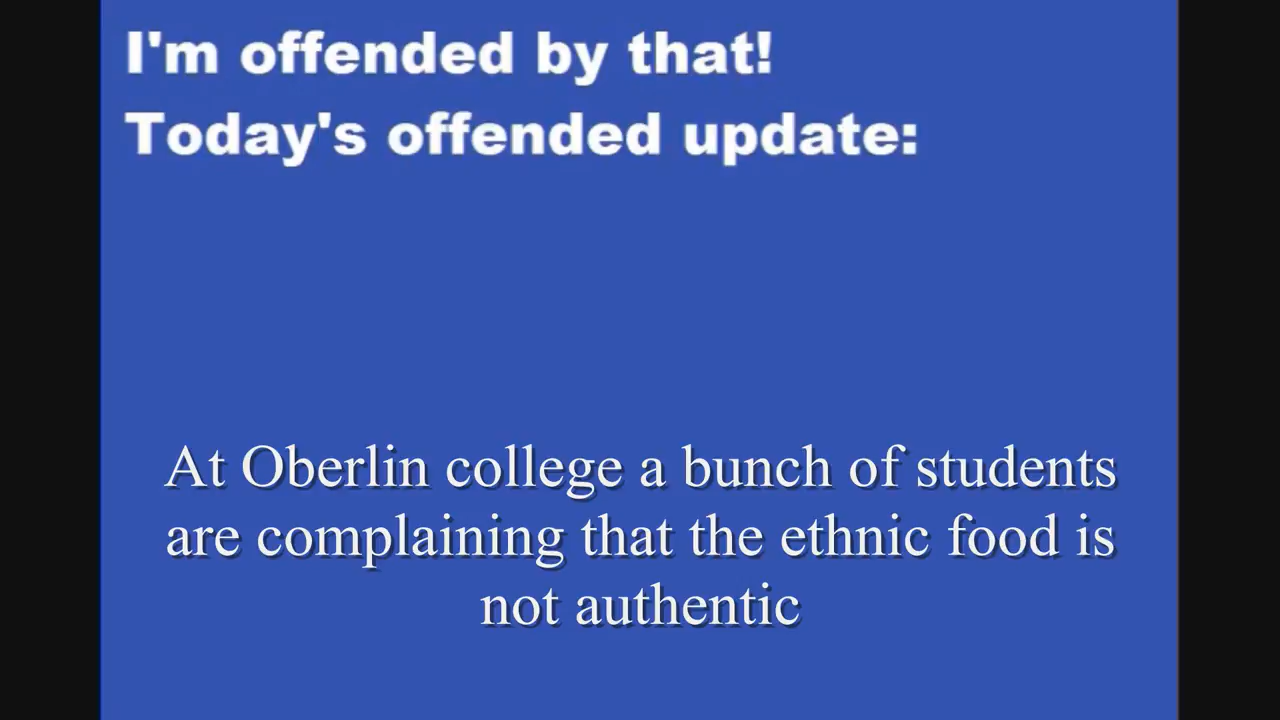 I'm offended by that!
Today's offended update:
At Oberlin college a bunch of students
are complaining that the ethnic food is
not authentic